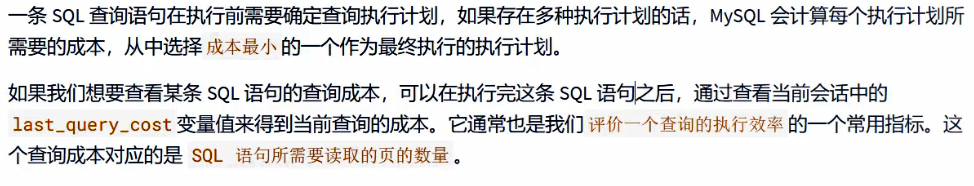 一条 SQL 查询语句在执行前需要确定查询执行计划，如果存在多种执行计划的话，MySQL 会计算每个执行计划所
需要的成本，从中选择 成本最小 的一个作为最终执行的执行计划。
如果我们想要查看某条 SQL 语句的查询成本，可以在执行完这条 SQL 语句之后，通过查看当前会话中的
last_query_cost 变量值来得到当前查询的成本。它通常也是我们 评价一个查询的执行效率 的一个常用指标。这
个查询成本对应的是 SQL 语句所需要读取的页的数量 。